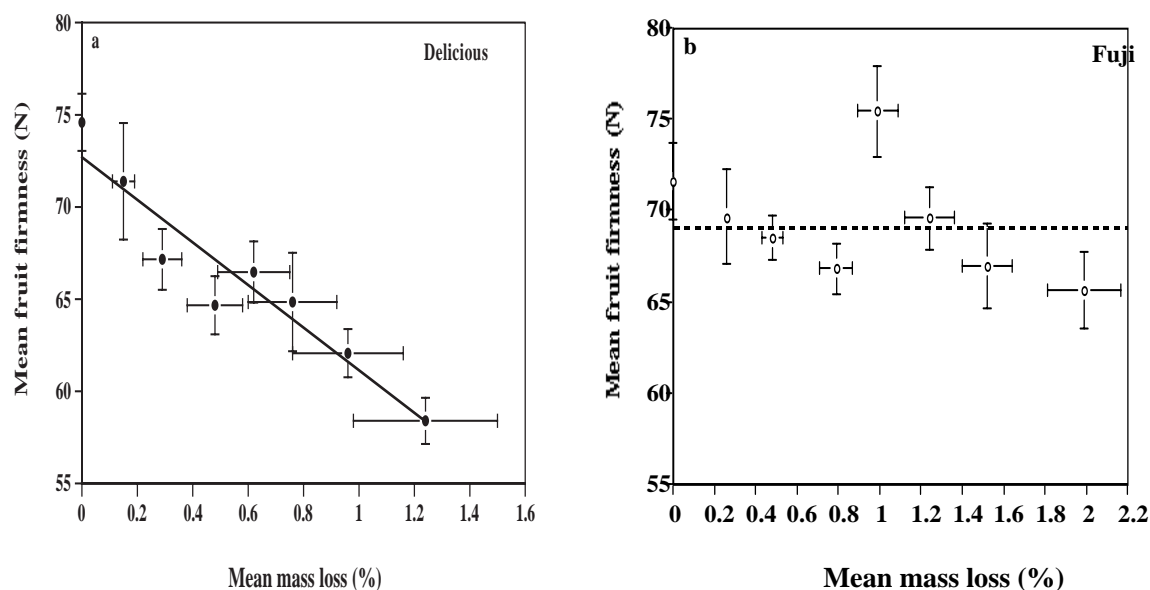 80
75
70
65
60
55
Mean fruit firmness (N)
a
Delicious
0 0.2 0.4 0.6 0.8 1 1.2 1.4 1.6
Mean mass loss (%)
80
75
70
65
60
55
Mean fruit firmness (N)
b
Fuji
0 0.2 0.4 0.6 0.8 1 1.2 1.4 1.6 1.8 2 2.2
Mean mass loss (%)